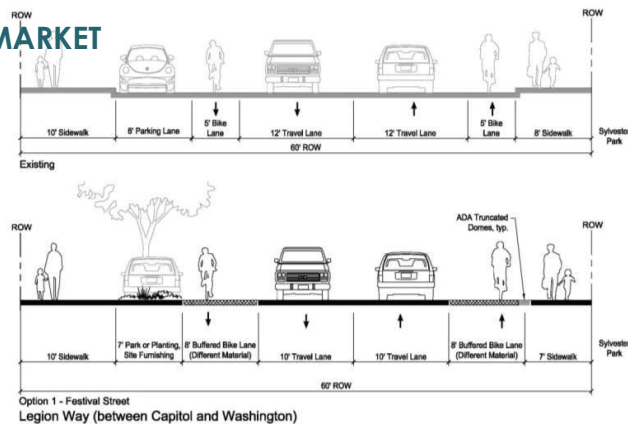 ROW
ROW
MARKET
10' Sidewalk
8' Parking Lane
5' Bike
Lane
12' Travel Lane
12' Travel Lane
5' Bike
Lane
8' Sidewalk
Sylvester
Park
60' ROW
Existing
ROW
ADA Truncated
Domes, typ.
ROW
10' Sidewalk
7' Park or Planting,
Site Furnishing
8' Buffered Bike Lane
(Different Material)
10' Travel Lane
10' Travel Lane
8' Buffered Bike Lane
(Different Material)
7' Sidewalk
Sylvester
Park
60' ROW
Option 1 - Festival Street
Legion Way (between Capitol and Washington)